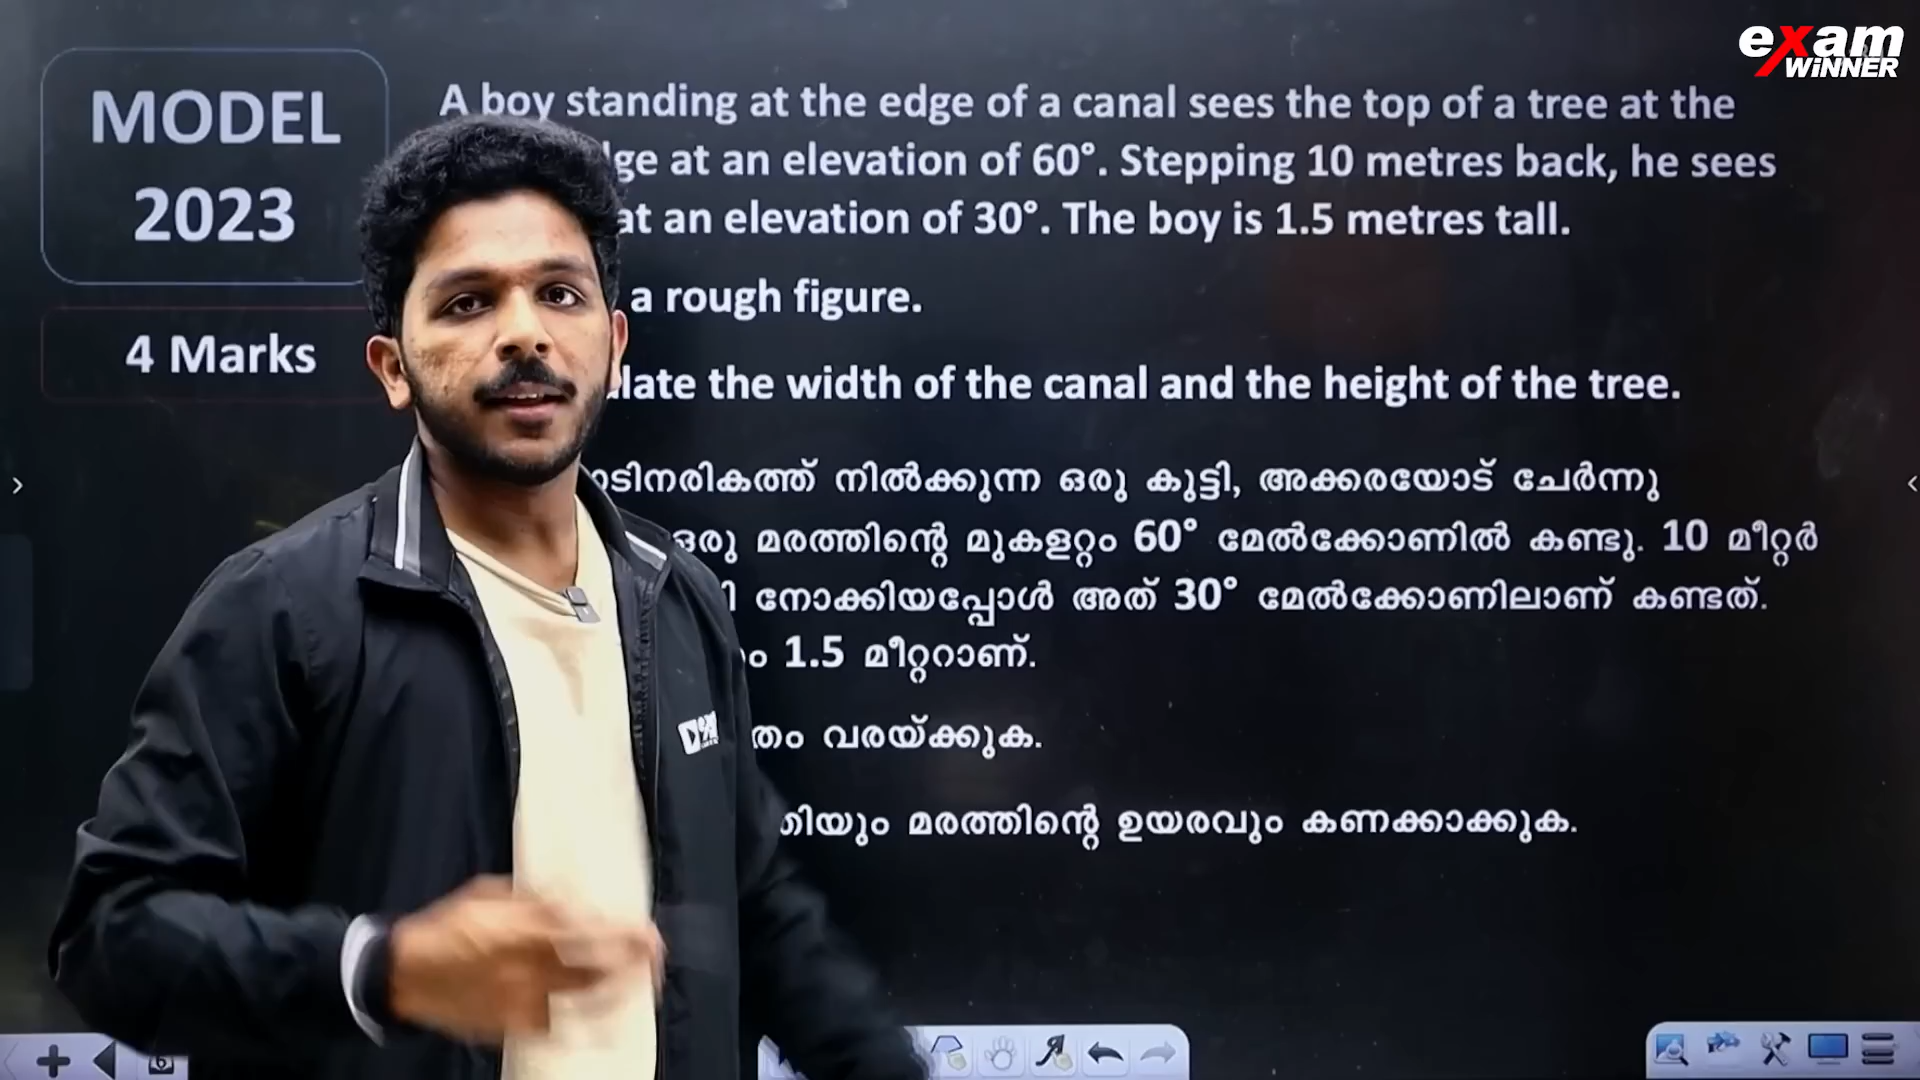 exam
WiNNER
MODEL
2023
4 Marks
A boy standing at the edge of a canal sees the top of a tree at the
at an elevation of 60°. Stepping 10 metres back, he sees
at an elevation of 30°. The boy is 1.5 metres tall.
a rough figure.
the width of the canal and the height of the tree.
നിൽക്കുന്ന ഒരു കുട്ടി, അക്കരയോട് ചേർന്നു
ഒരു മരത്തിന്റെ മുകളറ്റം 60° മേൽക്കോണിൽ കണ്ടു. 10 മീറ്റർ
നോക്കിയപ്പോൾ അത് 30° മേൽക്കോണിലാണ് കണ്ടത്.
1.5 മീറ്ററാണ്.
വരയ്ക്കുക.
മരത്തിന്റെ ഉയരവും കണക്കാക്കുക.